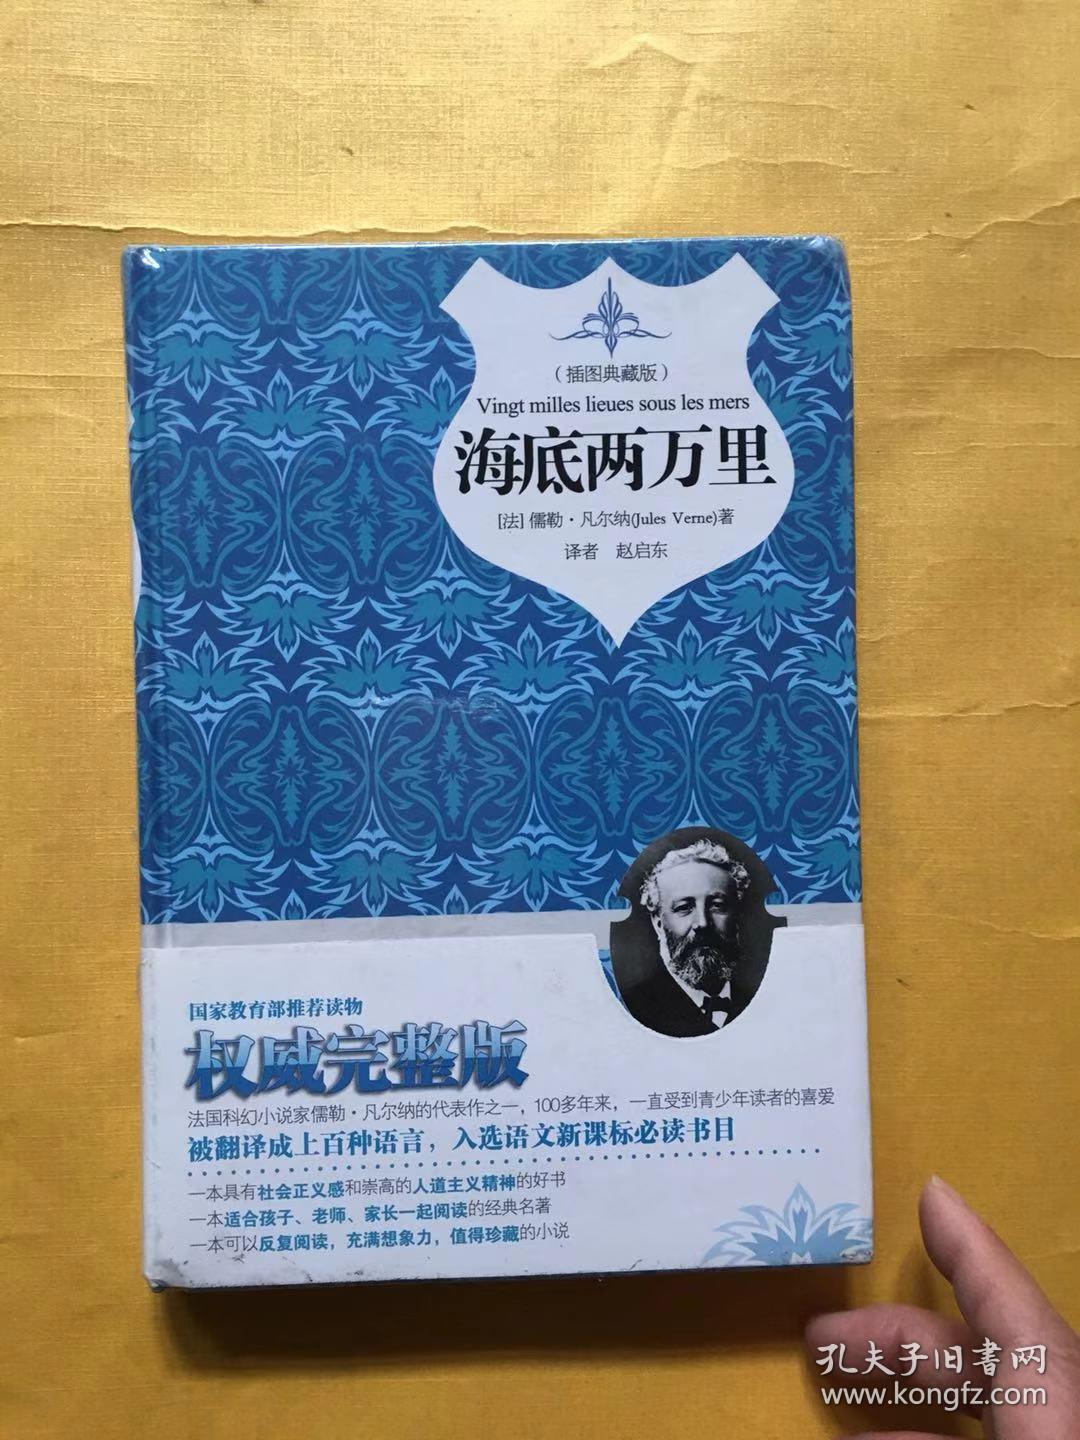 （插图典藏版）
Vingt milles lieues sous les mers
海底两万里
[法] 儒勒·凡尔纳(Jules Verne)著
译者 赵启东
国家教育部推荐读物
权威完整版
法国科幻小说家儒勒·凡尔纳的代表作之一，100多年来，一直受到青少年读者的喜爱
被翻译成上百种语言，入选语文新课标必读书目
一本具有社会正义感和崇高的人道主义精神的好书
一本适合孩子、老师、家长一起阅读的经典名著
一本可以反复阅读，充满想象力，值得珍藏的小说
孔夫子旧書网
www.kongfz.com